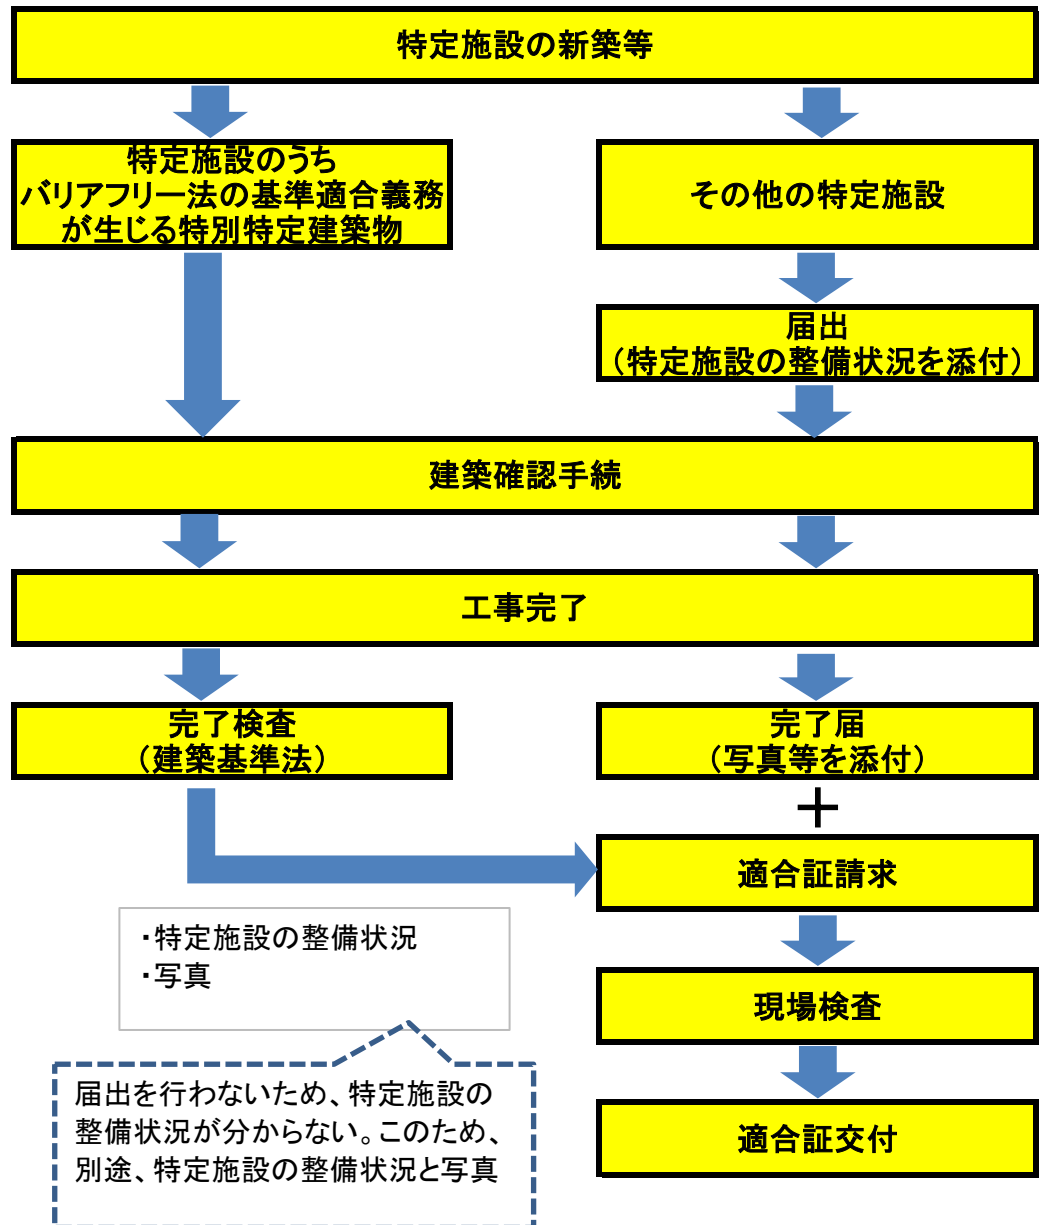 特定施設の新築等
特定施設のうち
バリアフリー法の基準適合義務
が生じる特別特定建築物
その他の特定施設
届出
（特定施設の整備状況を添付）
建築確認手続
工事完了
完了検査
（建築基準法）
完了届
（写真等を添付）
＋
適合証請求
・特定施設の整備状況
・写真
現場検査
届出を行わないため、特定施設の
整備状況が分からない。このため、
別途、特定施設の整備状況と写真
適合証交付